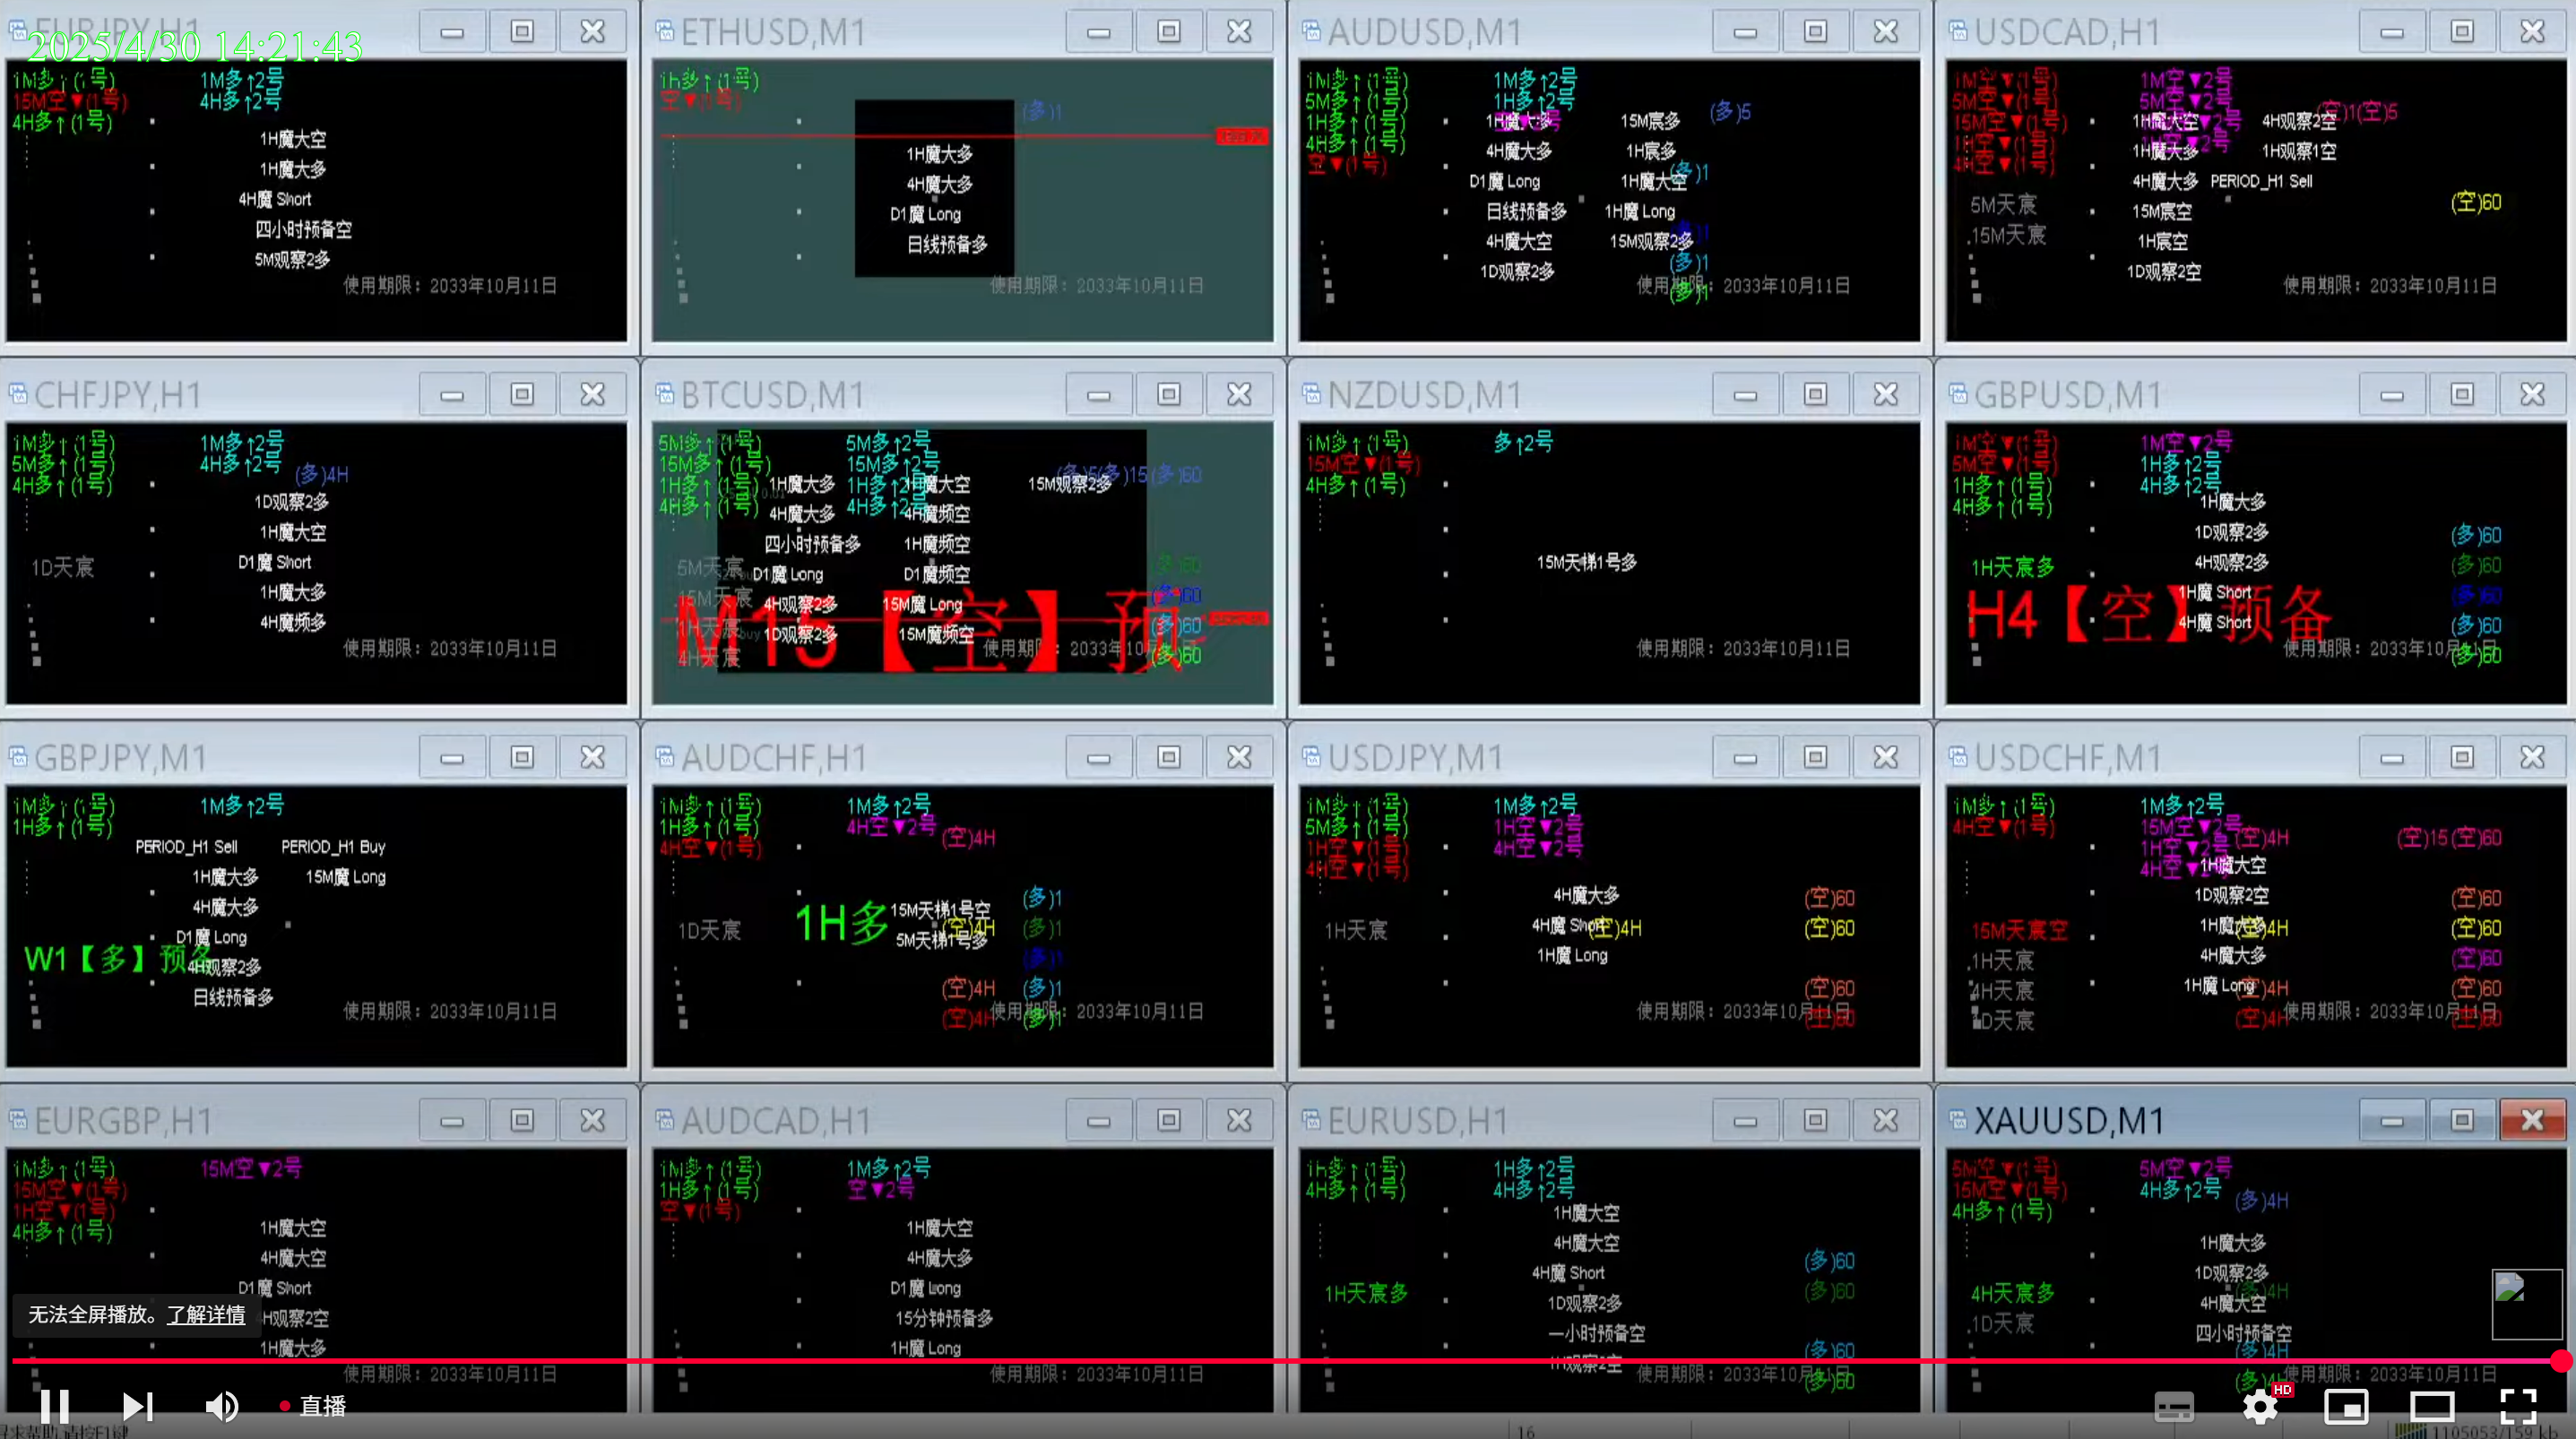 EURJPY,H1
2025/4/30 14:21:43
1M多↑(1号)
15M空▼(1号)
4H多↑(1号)
1M多↑2号
4H多↑2号
1H魔大空
1H魔大多
4H魔 Short
四小时预备空
5M观察2多
使用期限：2033年10月11日
ETHUSD,M1
空▼(1号)
(多)1
1H魔大多
4H魔大多
D1魔 Long
日线预备多
使用期限：2033年10月11日
AUDUSD,M1
1M多↑(1号)
5M多↑(1号)
1H多↑(1号)
4H多↑(1号)
空▼(1号)
1M多↑2号
1H多↑2号
(多)5
1H魔大多
4H魔大多
D1魔 Long
日线预备多
4H魔大空
1D观察2多
15M宸多
1H宸多
1H魔大空
1H魔 Long
15M观察2多
(多)1
(多)1
(多)1
(多)1
使用期限：2033年10月11日
USDCAD,H1
1M空▼(1号)
5M空▼(1号)
15M空▼(1号)
1H空▼(1号)
4H空▼(1号)
1M空▼2号
5M空▼2号
(空)1(空)5
1H魔大空
1H魔大多
4H魔大多
15M宸空
1H宸空
1D观察2空
4H观察2空
1H观察1空
PERIOD_H1 Sell
5M天宸
15M天宸
(空)60
使用期限：2033年10月11日
CHFJPY,H1
1M多↑(1号)
5M多↑(1号)
4H多↑(1号)
1M多↑2号
4H多↑2号
(多)4H
1D观察2多
1H魔大空
D1魔 Short
1H魔大多
4H魔频多
1D天宸
使用期限：2033年10月11日
BTCUSD,M1
5M多↑(1号)
15M多↑(1号)
1H多↑(1号)
4H多↑(1号)
5M多↑2号
15M多↑2号
1H多↑2号
4H多↑2号
(多)5(多)15(多)60
1H魔大多
4H魔大多
四小时预备多
D1魔 Long
4H观察2多
1D观察2多
魔大空
4H魔频空
1H魔频空
D1魔频空
15M魔 Long
15M魔频空
15M观察2多
5M天宸
15M天宸
1H天宸
4H天宸
M15【空】预
(多)60
(多)60
(多)60
(多)60
使用期限：2033年10月11日
NZDUSD,M1
1M多↑(1号)
15M空▼(1号)
4H多↑(1号)
多↑2号
15M天梯1号多
使用期限：2033年10月11日
GBPUSD,M1
1M空▼(1号)
5M空▼(1号)
1H多↑(1号)
4H多↑(1号)
1M空▼2号
1H多↑2号
4H多↑2号
1H魔大多
1D观察2多
4H观察2多
1H魔 Short
4H魔 Short
1H天宸多
H4【空】预备
(多)60
(多)60
(多)60
(多)60
(多)60
使用期限：2033年10月11日
GBPJPY,M1
1M多↑(1号)
1H多↑(1号)
1M多↑2号
PERIOD_H1 Sell
PERIOD_H1 Buy
1H魔大多
15M魔 Long
4H魔大多
D1魔 Long
W1【多】预备
4H观察2多
日线预备多
使用期限：2033年10月11日
AUDCHF,H1
1M多↑(1号)
1H多↑(1号)
4H空▼(1号)
1M多↑2号
4H空▼2号
(空)4H
1D天宸
1H多
15M天梯1号空
5M天梯1号多
(空)4H
(空)4H
(空)4H
(多)1
(多)1
(多)1
(多)1
(多)1
使用期限：2033年10月11日
USDJPY,M1
1M多↑(1号)
5M多↑(1号)
1H空▼(1号)
4H空▼(1号)
1M多↑2号
1H空▼2号
4H空▼2号
4H魔大多
4H魔 Short
1H魔 Long
(空)4H
1H天宸
(空)60
(空)60
(空)60
(空)60
使用期限：2033年10月11日
USDCHF,M1
1M多↑(1号)
4H空▼(1号)
1M多↑2号
15M空▼2号
1H空▼2号
4H空▼2号
(空)4H
(空)15(空)60
1H魔大空
1D观察2空
1H魔大多
4H魔大多
1H魔 Long
(空)4H
(空)4H
(空)4H
15M天宸空
1H天宸
4H天宸
1D天宸
(空)60
(空)60
(空)60
(空)60
(空)60
使用期限：2033年10月11日
EURGBP,H1
1M多↑(1号)
15M空▼(1号)
1H空▼(1号)
4H多↑(1号)
15M空▼2号
1H魔大空
4H魔大空
D1魔 Short
H观察2空
1H魔大多
使用期限：2033年10月11日
AUDCAD,H1
1M多↑(1号)
1H多↑(1号)
空▼(1号)
1M多↑2号
空▼2号
1H魔大空
4H魔大多
D1魔 Long
15分钟预备多
1H魔 Long
使用期限：2033年10月11日
EURUSD,H1
4H多↑(1号)
1H多↑2号
4H多↑2号
1H魔大空
4H魔大空
4H魔 Short
1D观察2多
一小时预备空
1H观察2空
1H天宸多
(多)60
(多)60
(多)60
(多)60
使用期限：2033年10月11日
XAUUSD,M1
5M空▼(1号)
15M空▼(1号)
4H多↑(1号)
5M空▼2号
4H多↑2号
(多)4H
1H魔大多
1D观察2多
4H魔大空
四小时预备空
4H天宸多
1D天宸
(多)4H
(多)4H
使用期限：2033年10月11日
无法全屏播放。了解详情
直播
HD
16
1105053/159 kb